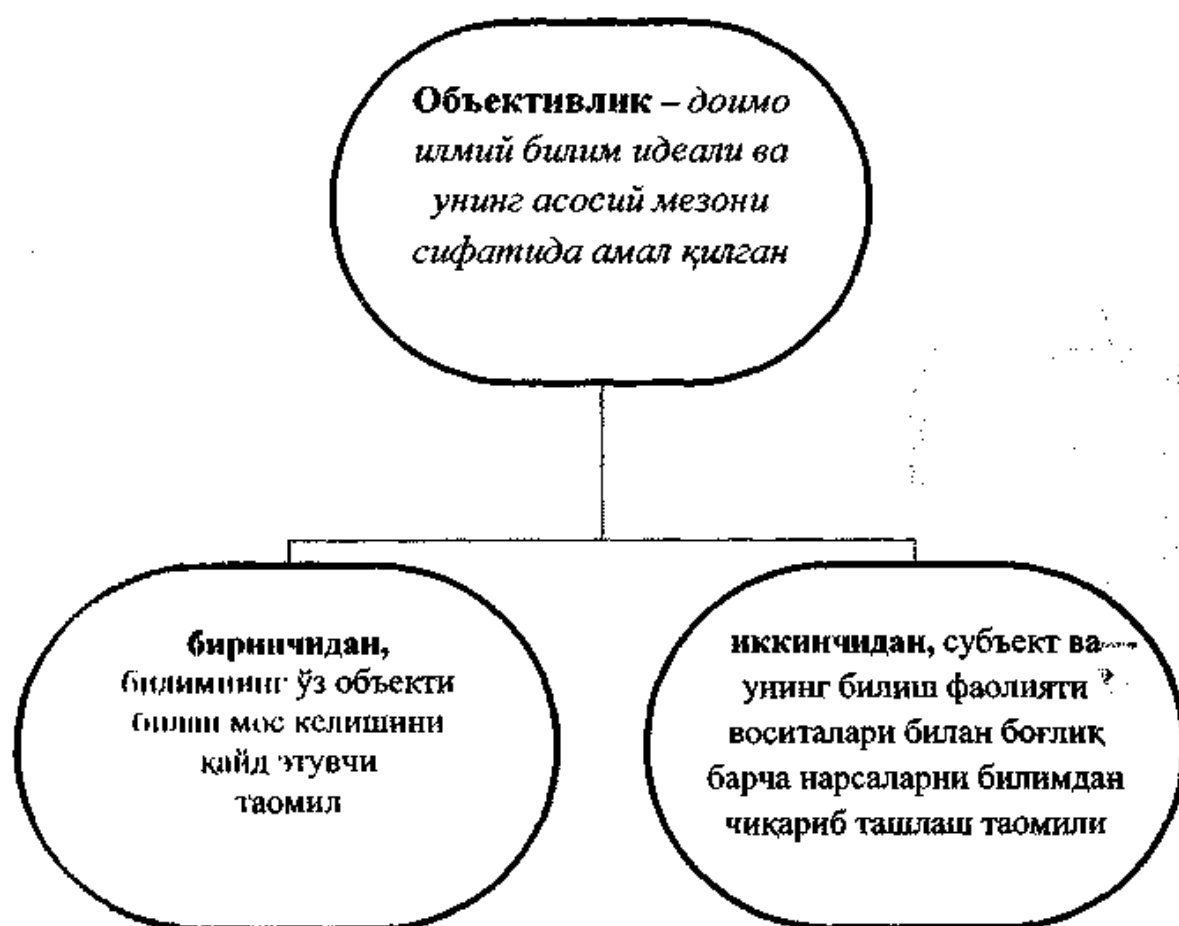 Объективлик – доимо
илмий билим идеали ва
унинг асосий мезони
сифатида амал қилган
биринчидан,
билимнинг ўз объекти
билан мос келишини
қайд этувчи
таомил
иккинчидан, субъект ва
унинг билиш фаолияти
воситалари билан боғлиқ
барча нарсаларни билимдан
чиқариб ташлаш таомили